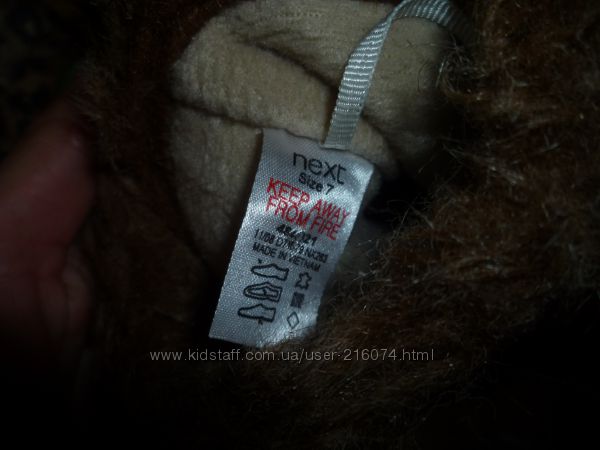 next
Size 7
KEEP AWAY
FROM FIRE
MADE IN VIETNAM
www.kidstaff.com.ua/user-216074.html